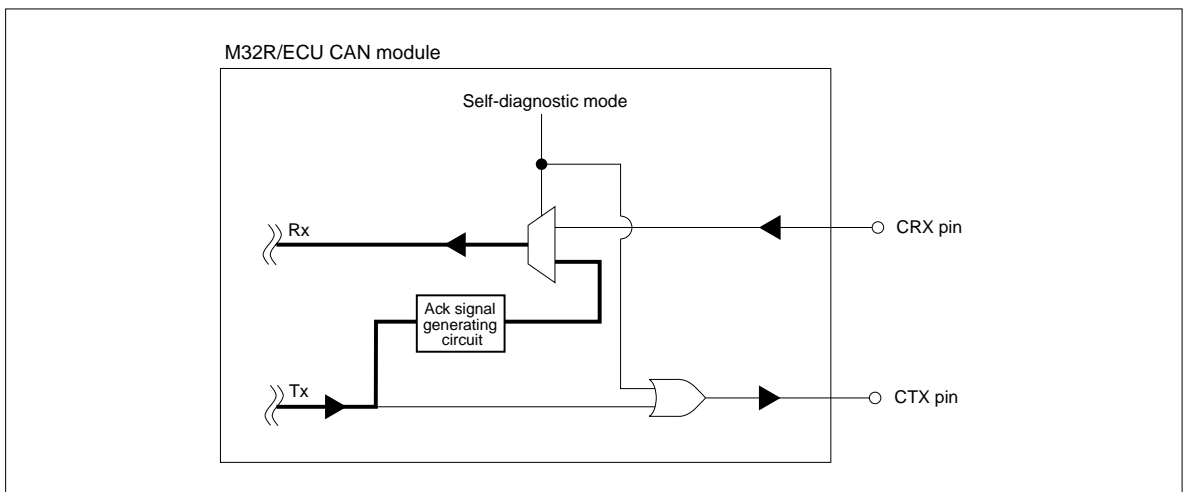 M32R/ECU CAN module
Self-diagnostic mode
Rx
CRX pin
Ack signal
generating
circuit
Tx
CTX pin